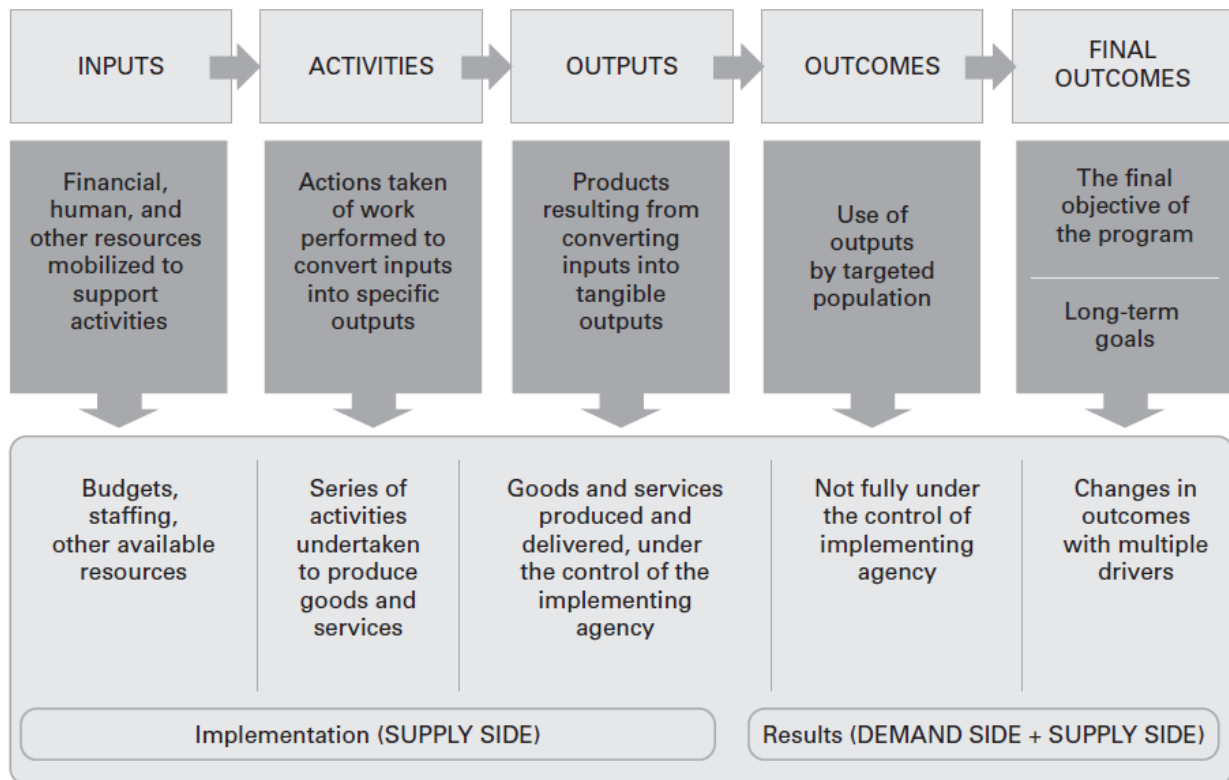 INPUTS
ACTIVITIES
OUTPUTS
OUTCOMES
FINAL
OUTCOMES
Financial,
human, and
other resources
mobilized to
support
activities
Actions taken
of work
performed to
convert inputs
into specific
outputs
Products
resulting from
converting
inputs into
tangible
outputs
Use of
outputs
by targeted
population
The final
objective of
the program
Long-term
goals
Budgets,
staffing,
other available
resources
Series of
activities
undertaken
to produce
goods and
services
Goods and services
produced and
delivered, under
the control of the
implementing
agency
Not fully under
the control of
implementing
agency
Changes in
outcomes
with multiple
drivers
Implementation (SUPPLY SIDE)
Results (DEMAND SIDE + SUPPLY SIDE)